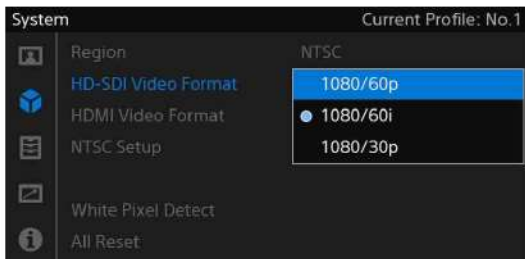 System Current Profile: No.1
Region NTSC
HD-SDI Video Format 1080/60p
HDMI Video Format 1080/60i
NTSC Setup 1080/30p
White Pixel Detect
All Reset